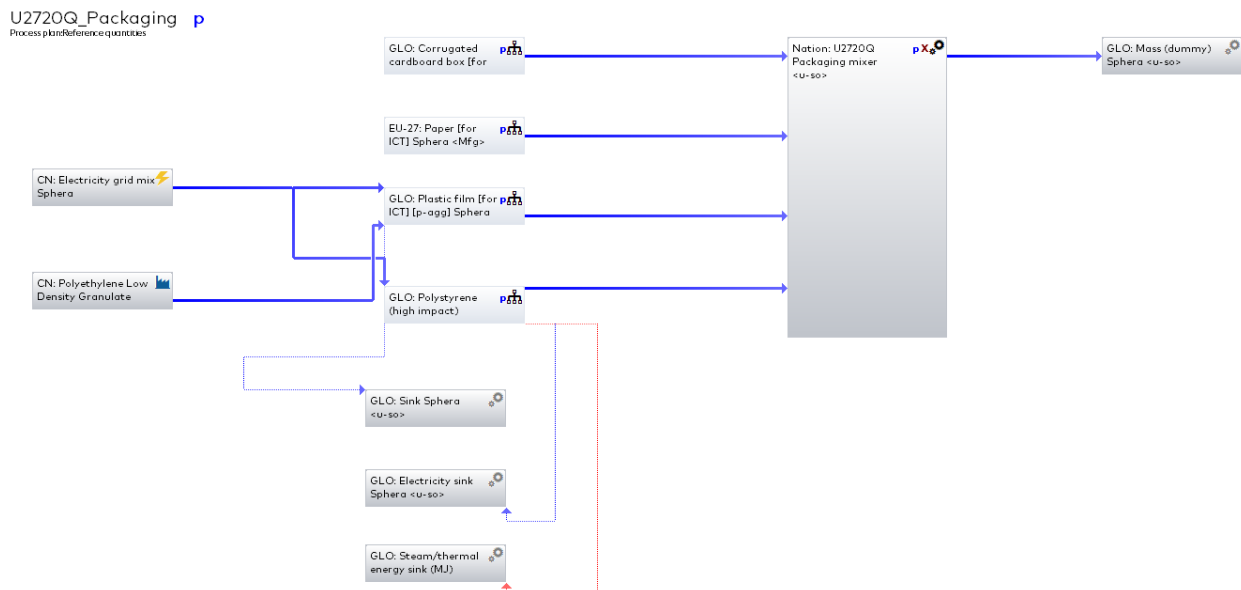 U2720Q_Packaging p
Process plan:Reference quantities
GLO: Corrugated
cardboard box [for
p
Nation: U2720Q
Packaging mixer
<u-so>
pX
GLO: Mass (dummy)
Sphera <u-so>
EU-27: Paper [for
ICT] Sphera <Mfg>
p
CN: Electricity grid mix
Sphera
GLO: Plastic film [for
ICT] [p-agg] Sphera
p
CN: Polyethylene Low
Density Granulate
GLO: Polystyrene
(high impact)
p
GLO: Sink Sphera
<u-so>
GLO: Electricity sink
Sphera <u-so>
GLO: Steam/thermal
energy sink (MJ)